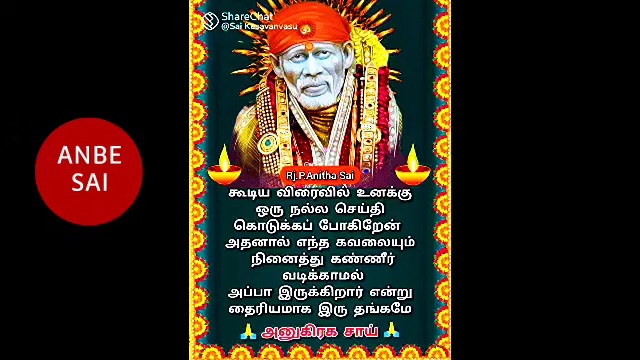 ShareChat
@Sai Kesavanvasu
ANBE
SAI
Rj.P.Anitha Sai
கூடிய விரைவில் உனக்கு
ஒரு நல்ல செய்தி
கொடுக்கப் போகிறேன்
அதனால் எந்த கவலையும்
நினைத்து கண்ணீர்
வடிக்காமல்
அப்பா இருக்கிறார் என்று
தைரியமாக இரு தங்கமே
🙏 அனுகிரக சாய் 🙏